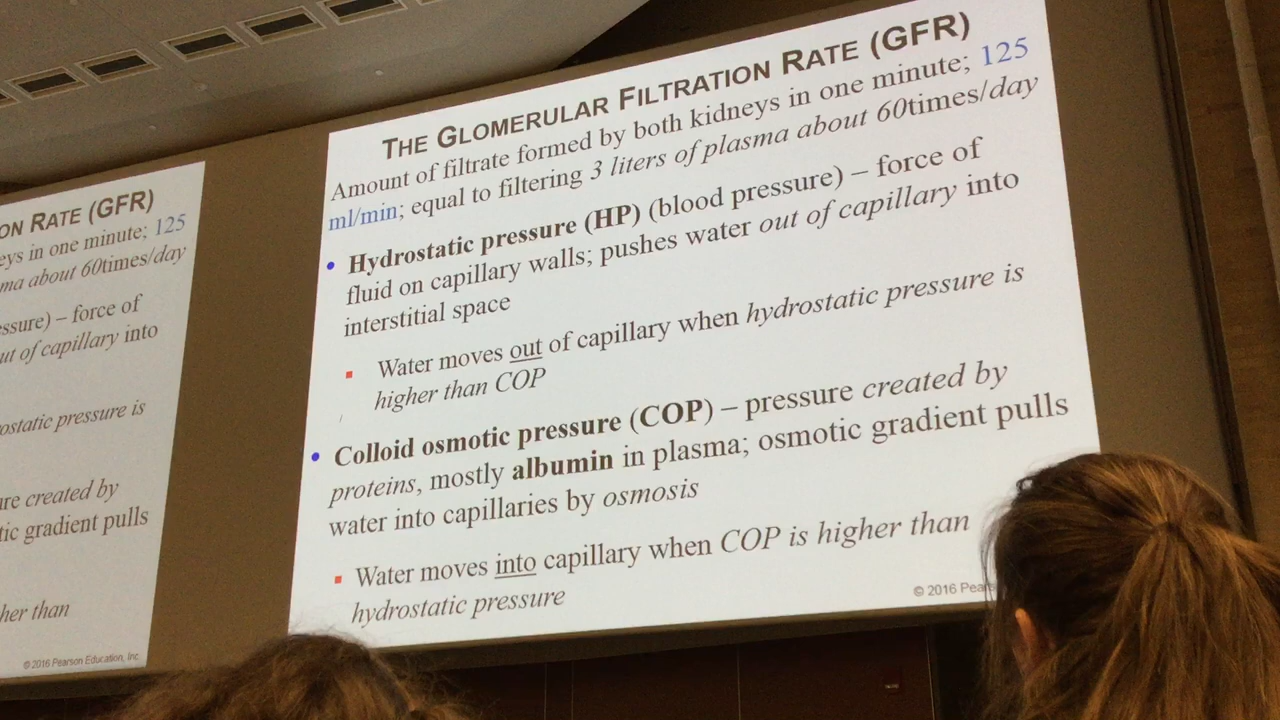 ON RATE (GFR)
eys in one minute; 125
ma about 60times/day
ssure) – force of
ut of capillary into
ostatic pressure is
are created by
tic gradient pulls
her than
© 2016 Pearson Education, Inc.
THE GLOMERULAR FILTRATION RATE (GFR)
Amount of filtrate formed by both kidneys in one minute; 125
ml/min; equal to filtering 3 liters of plasma about 60times/day
• Hydrostatic pressure (HP) (blood pressure) – force of
fluid on capillary walls; pushes water out of capillary into
interstitial space
▪ Water moves out of capillary when hydrostatic pressure is
higher than COP
• Colloid osmotic pressure (COP) – pressure created by
proteins, mostly albumin in plasma; osmotic gradient pulls
water into capillaries by osmosis
▪ Water moves into capillary when COP is higher than
hydrostatic pressure
© 2016 Pears